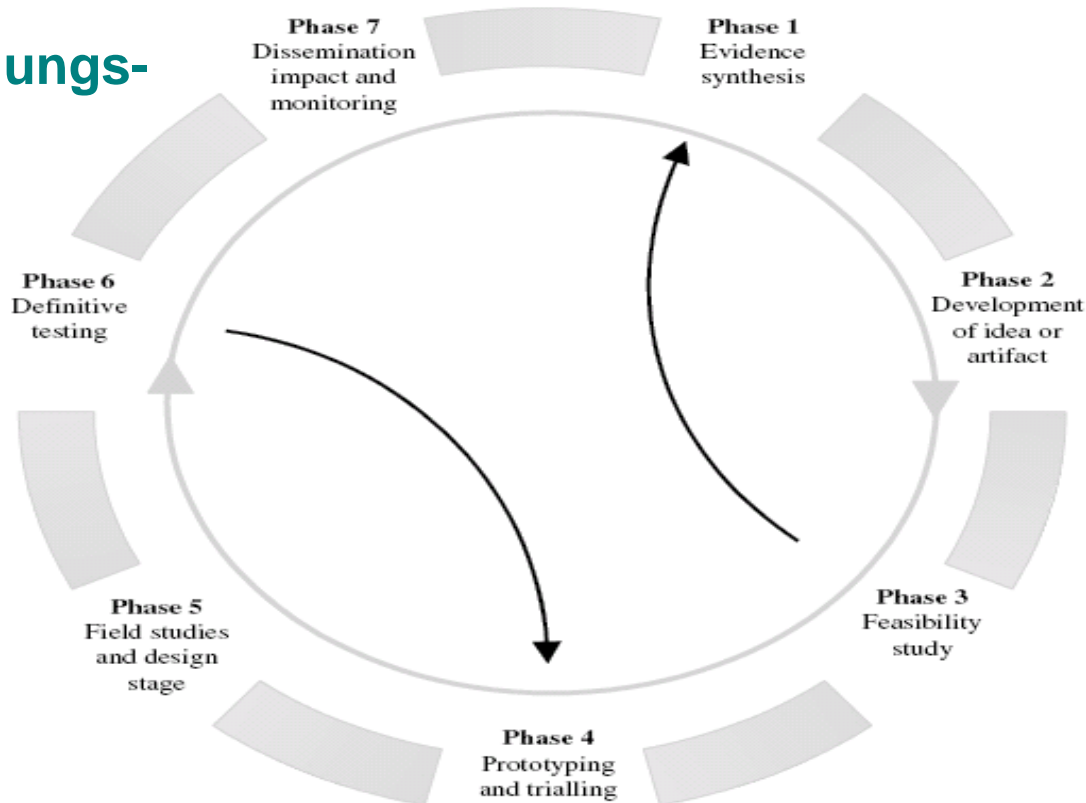 ungs-
Phase 7
Dissemination
impact and
monitoring
Phase 1
Evidence
synthesis
Phase 6
Definitive
testing
Phase 2
Development
of idea or
artifact
Phase 5
Field studies
and design
stage
Phase 3
Feasibility
study
Phase 4
Prototyping
and trialling